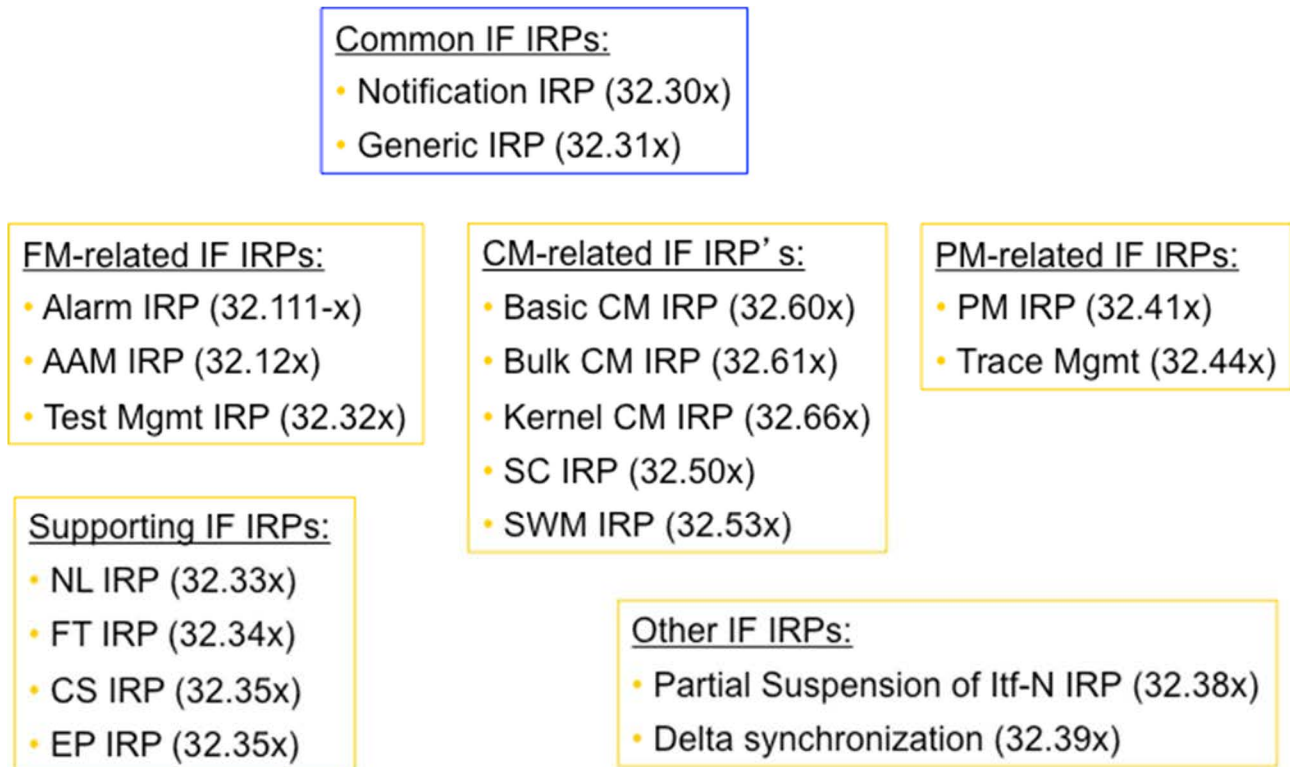 Common IF IRPs:
• Notification IRP (32.30x)
• Generic IRP (32.31x)
FM-related IF IRPs:
• Alarm IRP (32.111-x)
• AAM IRP (32.12x)
• Test Mgmt IRP (32.32x)
CM-related IF IRP’s:
• Basic CM IRP (32.60x)
• Bulk CM IRP (32.61x)
• Kernel CM IRP (32.66x)
• SC IRP (32.50x)
• SWM IRP (32.53x)
PM-related IF IRPs:
• PM IRP (32.41x)
• Trace Mgmt (32.44x)
Supporting IF IRPs:
• NL IRP (32.33x)
• FT IRP (32.34x)
• CS IRP (32.35x)
• EP IRP (32.35x)
Other IF IRPs:
• Partial Suspension of Itf-N IRP (32.38x)
• Delta synchronization (32.39x)